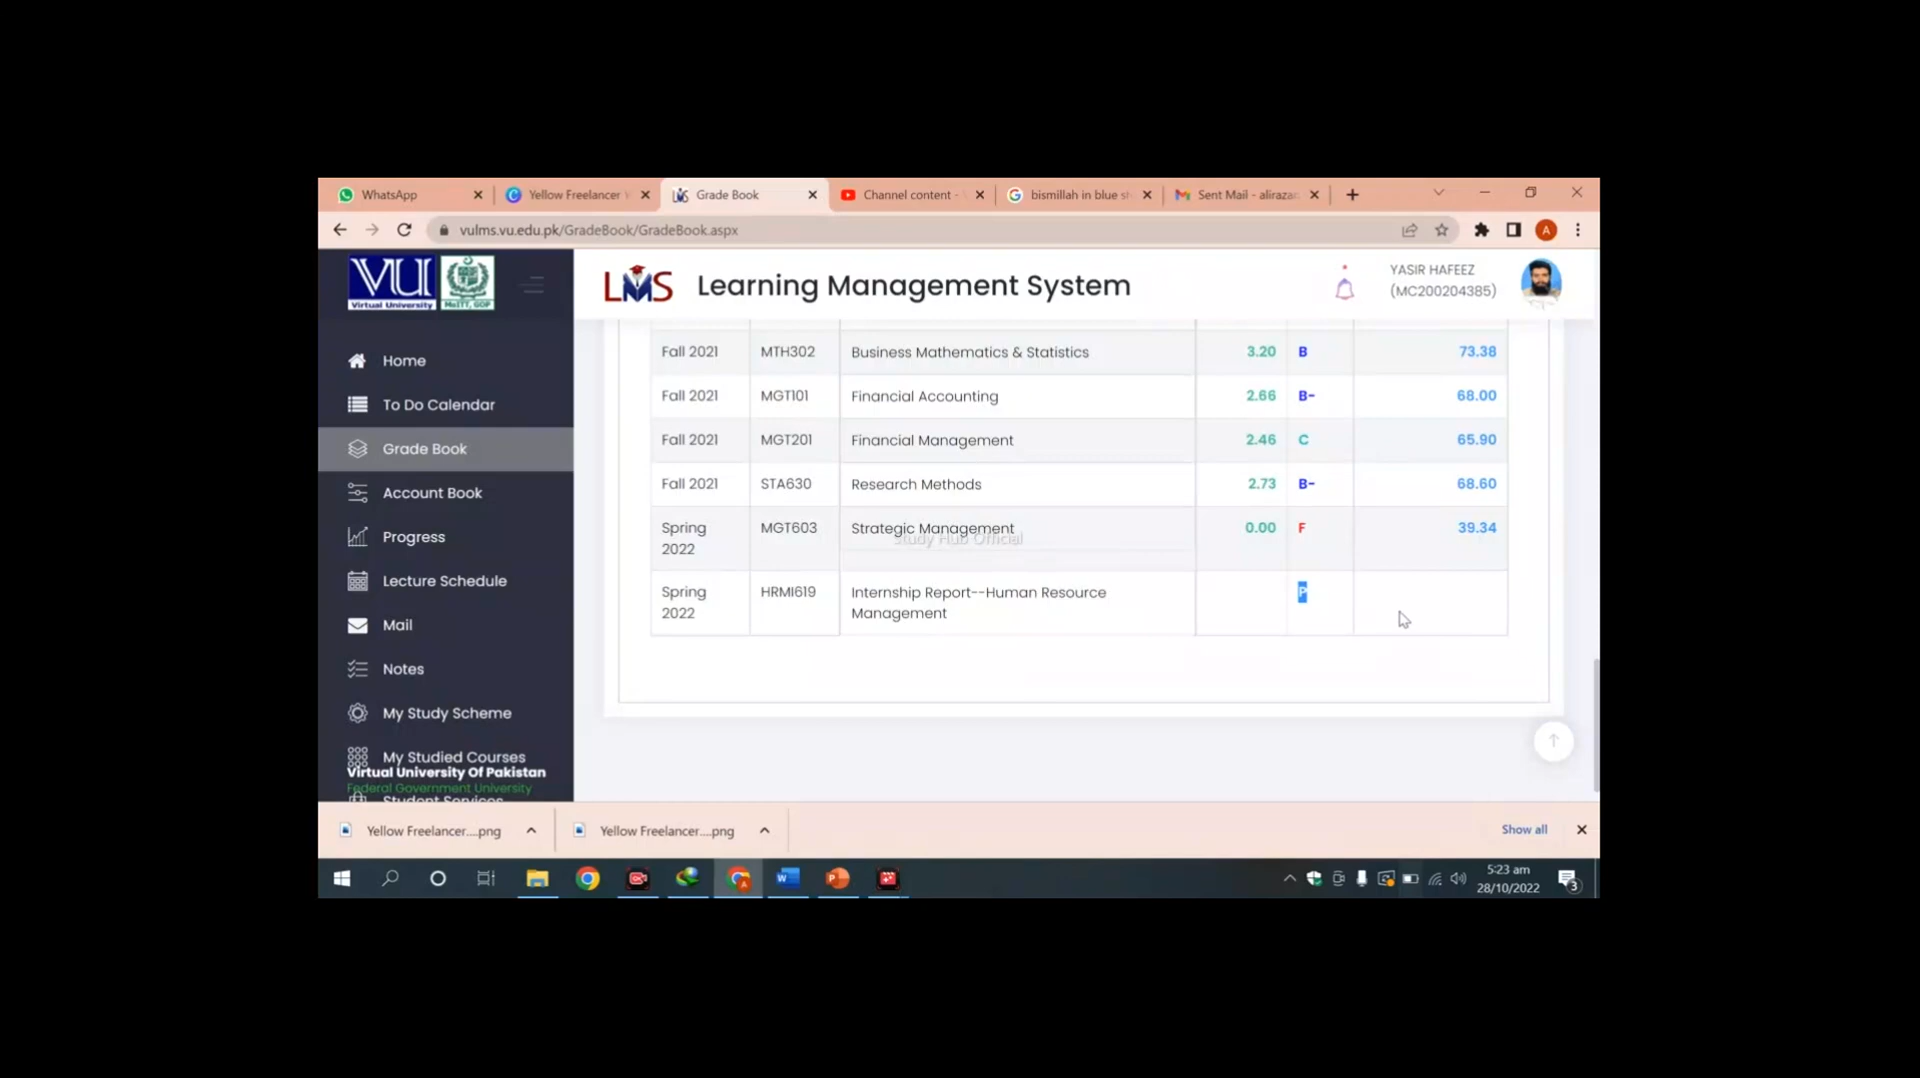 WhatsApp
Yellow Freelancer
Grade Book
Channel content -
bismillah in blue st
Sent Mail - aliraza
vulms.vu.edu.pk/GradeBook/GradeBook.aspx
A
VU
Virtual University
MoITT, GOP
LMS
Learning Management System
YASIR HAFEEZ
(MC200204385)
Home
To Do Calendar
Grade Book
Account Book
Progress
Lecture Schedule
Mail
Notes
My Study Scheme
My Studied Courses
Virtual University Of Pakistan
Federal Government University
Student Services
Fall 2021 MTH302 Business Mathematics & Statistics 3.20 B 73.38
Fall 2021 MGT101 Financial Accounting 2.66 B- 68.00
Fall 2021 MGT201 Financial Management 2.46 C 65.90
Fall 2021 STA630 Research Methods 2.73 B- 68.60
Spring MGT603 Strategic Management 0.00 F 39.34
2022
Study Hub Official
Spring HRMI619 Internship Report--Human Resource P
2022 Management
Yellow Freelancer....png
Yellow Freelancer....png
Show all
5:23 am
28/10/2022
3